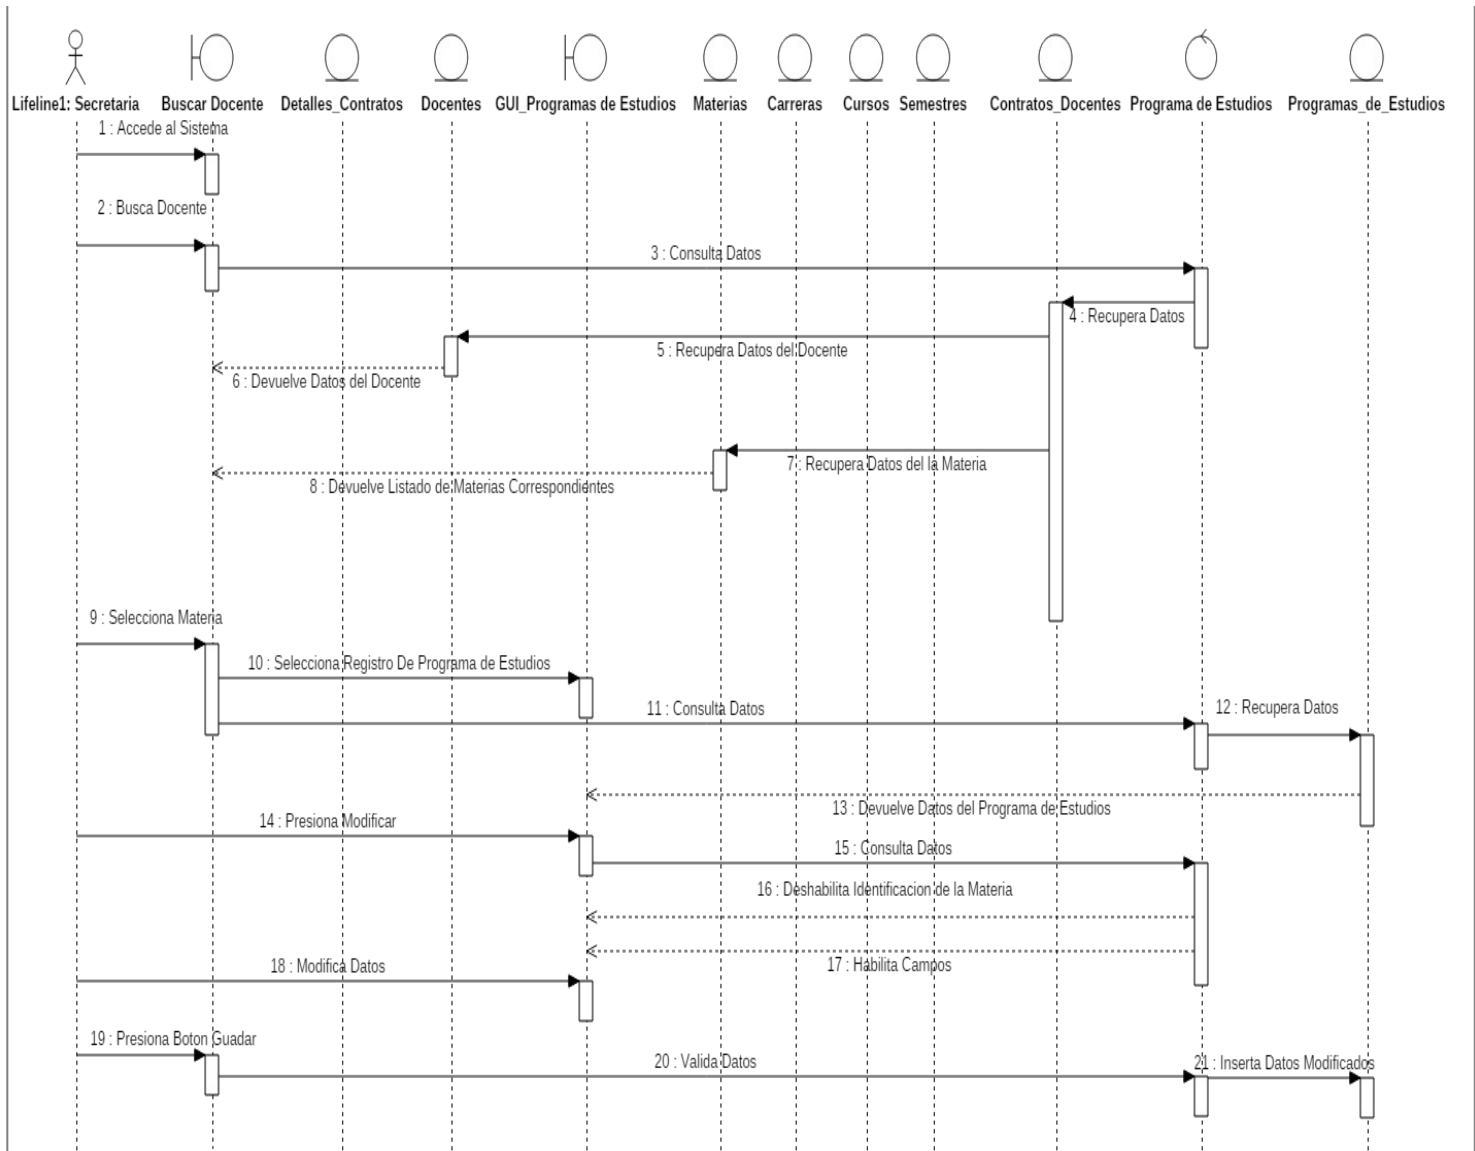 Lifeline1: Secretaria
Buscar Docente
Detalles_Contratos
Docentes
GUI_Programas de Estudios
Materias
Carreras
Cursos
Semestres
Contratos_Docentes
Programa de Estudios
Programas_de_Estudios
1 : Accede al Sistema
2 : Busca Docente
3 : Consulta Datos
4 : Recupera Datos
5 : Recupera Datos del Docente
6 : Devuelve Datos del Docente
7 : Recupera Datos del la Materia
8 : Devuelve Listado de Materias Correspondientes
9 : Selecciona Materia
10 : Selecciona Registro De Programa de Estudios
11 : Consulta Datos
12 : Recupera Datos
13 : Devuelve Datos del Programa de Estudios
14 : Presiona Modificar
15 : Consulta Datos
16 : Deshabilita Identificacion de la Materia
17 : Habilita Campos
18 : Modifica Datos
19 : Presiona Boton Guadar
20 : Valida Datos
21 : Inserta Datos Modificados